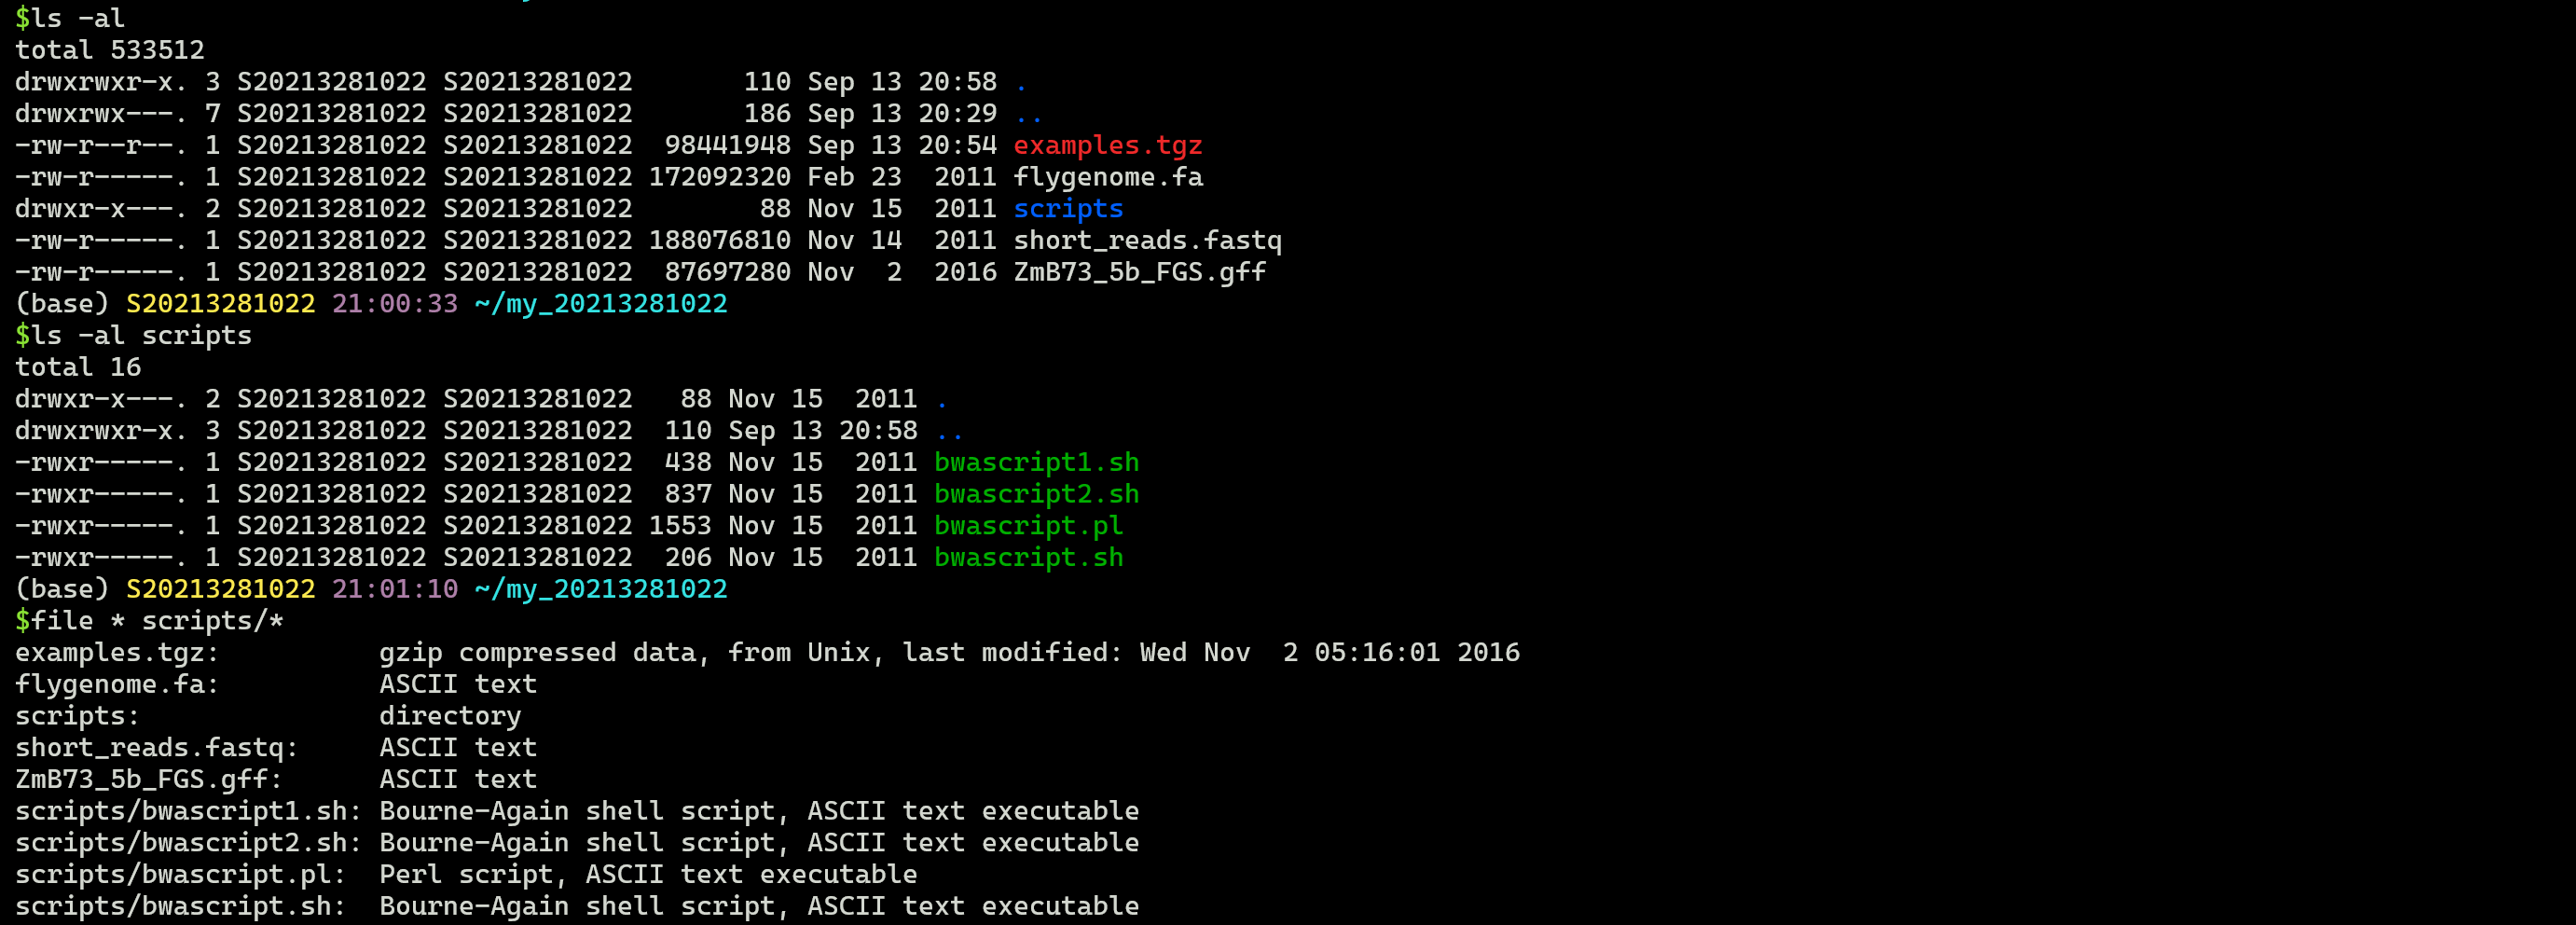 $ls -al
total 533512
drwxrwxr-x. 3 S20213281022 S20213281022       110 Sep 13 20:58 .
drwxrwx---. 7 S20213281022 S20213281022       186 Sep 13 20:29 ..
-rw-r--r--. 1 S20213281022 S20213281022  98441948 Sep 13 20:54 examples.tgz
-rw-r-----. 1 S20213281022 S20213281022 172092320 Feb 23  2011 flygenome.fa
drwxr-x---. 2 S20213281022 S20213281022        88 Nov 15  2011 scripts
-rw-r-----. 1 S20213281022 S20213281022 188076810 Nov 14  2011 short_reads.fastq
-rw-r-----. 1 S20213281022 S20213281022  87697280 Nov  2  2016 ZmB73_5b_FGS.gff
(base) S20213281022 21:00:33 ~/my_20213281022
$ls -al scripts
total 16
drwxr-x---. 2 S20213281022 S20213281022   88 Nov 15  2011 .
drwxrwxr-x. 3 S20213281022 S20213281022  110 Sep 13 20:58 ..
-rwxr-----. 1 S20213281022 S20213281022  438 Nov 15  2011 bwascript1.sh
-rwxr-----. 1 S20213281022 S20213281022  837 Nov 15  2011 bwascript2.sh
-rwxr-----. 1 S20213281022 S20213281022 1553 Nov 15  2011 bwascript.pl
-rwxr-----. 1 S20213281022 S20213281022  206 Nov 15  2011 bwascript.sh
(base) S20213281022 21:01:10 ~/my_20213281022
$file * scripts/*
examples.tgz:          gzip compressed data, from Unix, last modified: Wed Nov  2 05:16:01 2016
flygenome.fa:          ASCII text
scripts:               directory
short_reads.fastq:     ASCII text
ZmB73_5b_FGS.gff:      ASCII text
scripts/bwascript1.sh: Bourne-Again shell script, ASCII text executable
scripts/bwascript2.sh: Bourne-Again shell script, ASCII text executable
scripts/bwascript.pl:  Perl script, ASCII text executable
scripts/bwascript.sh:  Bourne-Again shell script, ASCII text executable